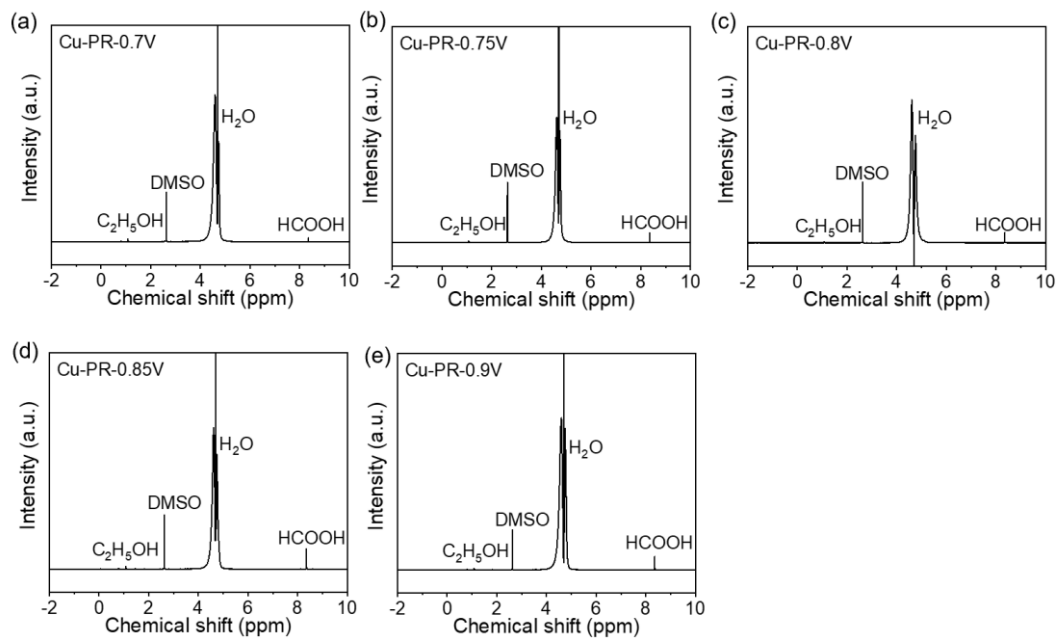 (a)
Cu-PR-0.7V
H₂O
DMSO
C₂H₅OH
HCOOH
Intensity (a.u.)
-2 0 2 4 6 8 10
Chemical shift (ppm)
(b)
Cu-PR-0.75V
H₂O
DMSO
C₂H₅OH
HCOOH
Intensity (a.u.)
-2 0 2 4 6 8 10
Chemical shift (ppm)
(c)
Cu-PR-0.8V
H₂O
DMSO
C₂H₅OH
HCOOH
Intensity (a.u.)
-2 0 2 4 6 8 10
Chemical shift (ppm)
(d)
Cu-PR-0.85V
H₂O
DMSO
C₂H₅OH
HCOOH
Intensity (a.u.)
-2 0 2 4 6 8 10
Chemical shift (ppm)
(e)
Cu-PR-0.9V
H₂O
DMSO
C₂H₅OH
HCOOH
Intensity (a.u.)
-2 0 2 4 6 8 10
Chemical shift (ppm)